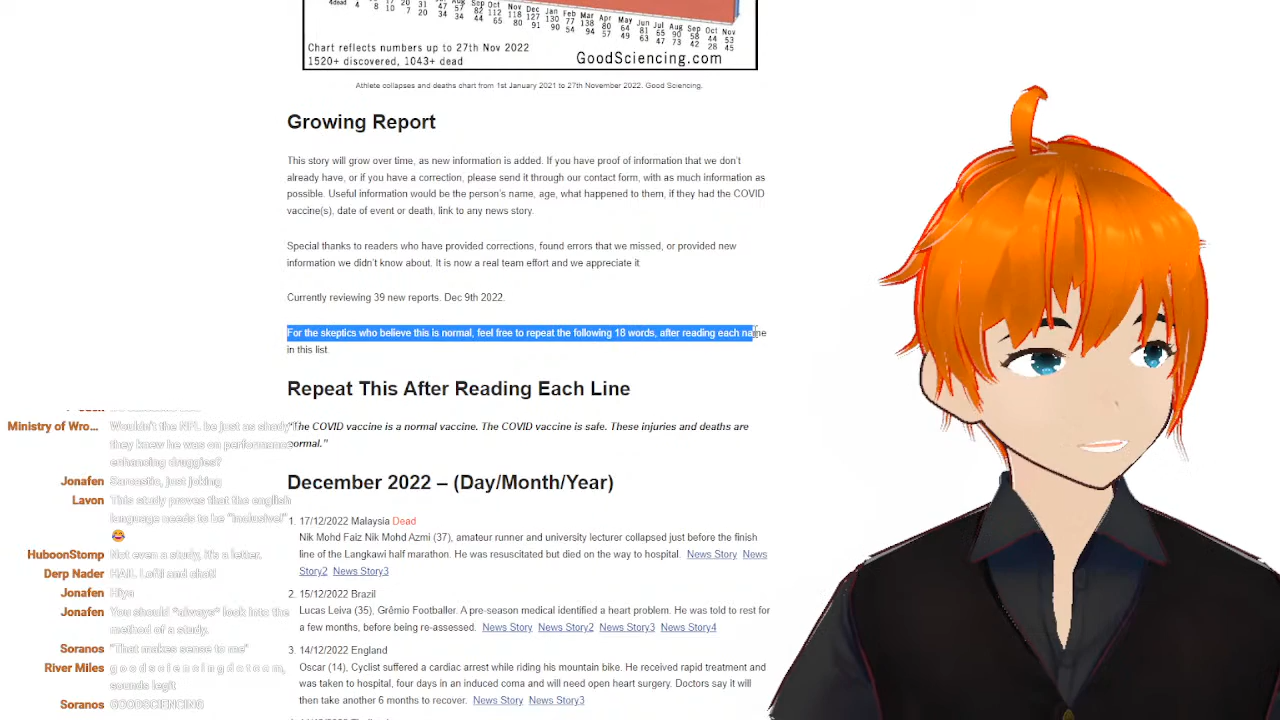 4dead
Chart reflects numbers up to 27th Nov 2022
1520+ discovered, 1043+ dead
GoodSciencing.com
Athlete collapses and deaths chart from 1st January 2021 to 27th November 2022. Good Sciencing.
Growing Report
This story will grow over time, as new information is added. If you have proof of information that we don't
already have, or if you have a correction, please send it through our contact form, with as much information as
possible. Useful information would be the person's name, age, what happened to them, if they had the COVID
vaccine(s), date of event or death, link to any news story.
Special thanks to readers who have provided corrections, found errors that we missed, or provided new
information we didn't know about. It is now a real team effort and we appreciate it
Currently reviewing 39 new reports. Dec 9th 2022.
For the skeptics who believe this is normal, feel free to repeat the following 18 words, after reading each name
in this list.
Repeat This After Reading Each Line
"The COVID vaccine is a normal vaccine. The COVID vaccine is safe. These injuries and deaths are
normal."
December 2022 – (Day/Month/Year)
1. 17/12/2022 Malaysia Dead
Nik Mohd Faiz Nik Mohd Azmi (37), amateur runner and university lecturer collapsed just before the finish
line of the Langkawi half marathon. He was resuscitated but died on the way to hospital. News Story News
Story2 News Story3
2. 15/12/2022 Brazil
Lucas Leiva (35), Grêmio Footballer. A pre-season medical identified a heart problem. He was told to rest for
a few months, before being re-assessed. News Story News Story2 News Story3 News Story4
3. 14/12/2022 England
Oscar (14), Cyclist suffered a cardiac arrest while riding his mountain bike. He received rapid treatment and
was taken to hospital, four days in an induced coma and will need open heart surgery. Doctors say it will
then take another 6 months to recover. News Story News Story3
Ministry of Wro... Wouldn't the NFL be just as shady if
they knew he was on performance
enhancing druggies?
Jonafen Sarcastic, just joking
Lavon This study proves that the english
language needs to be "inclusive!"
HuboonStomp Not even a study, it's a letter.
Derp Nader HAIL Lofti and chat!
Jonafen Hiya
Jonafen You should *always* look into the
method of a study.
Soranos "That makes sense to me"
River Miles g o o d s c i e n c i n g d o t c o m,
sounds legit
Soranos GOODSCIENCING